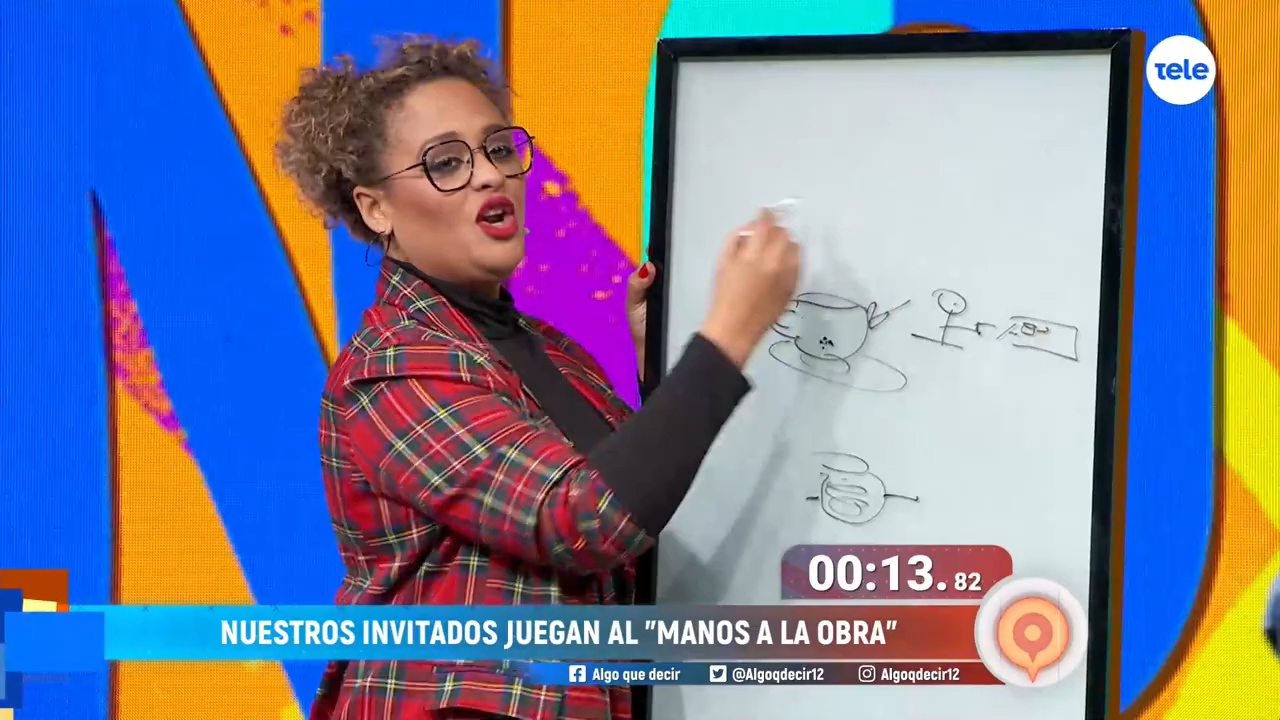 tele
00:13.82
NUESTROS INVITADOS JUEGAN AL "MANOS A LA OBRA"
Algo que decir @Algoqdecir12 Algoqdecir12